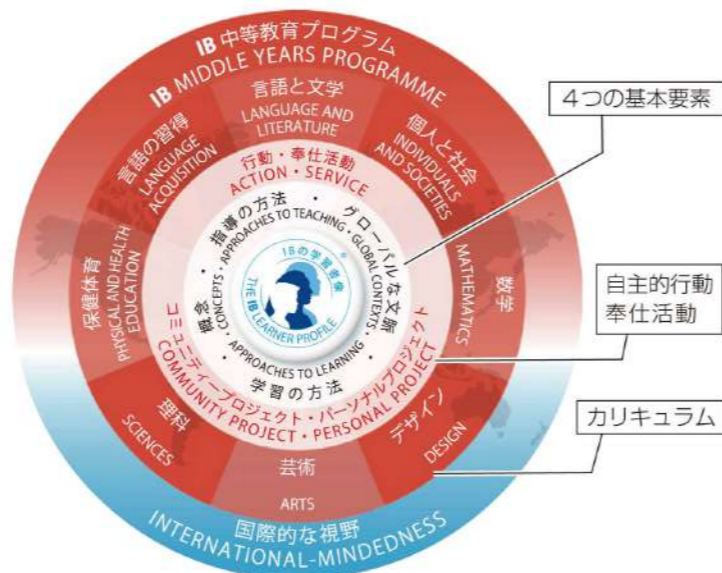 IB 中等教育プログラム
IB MIDDLE YEARS PROGRAMME
言語と文学
LANGUAGE AND
LITERATURE
個人と社会
INDIVIDUALS
AND SOCIETIES
数学
MATHEMATICS
デザイン
DESIGN
芸術
ARTS
理科
SCIENCES
保健体育
PHYSICAL AND HEALTH
EDUCATION
言語の習得
LANGUAGE
ACQUISITION
行動・奉仕活動
ACTION・SERVICE
コミュニティープロジェクト・パーソナルプロジェクト
COMMUNITY PROJECT・PERSONAL PROJECT
概念・指導の方法・グローバルな文脈・学習の方法
CONCEPTS・APPROACHES TO TEACHING・GLOBAL CONTEXTS・APPROACHES TO LEARNING
IBの学習者像
®
THE IB LEARNER PROFILE
国際的な視野
INTERNATIONAL-MINDEDNESS
4つの基本要素
自主的行動
奉仕活動
カリキュラム